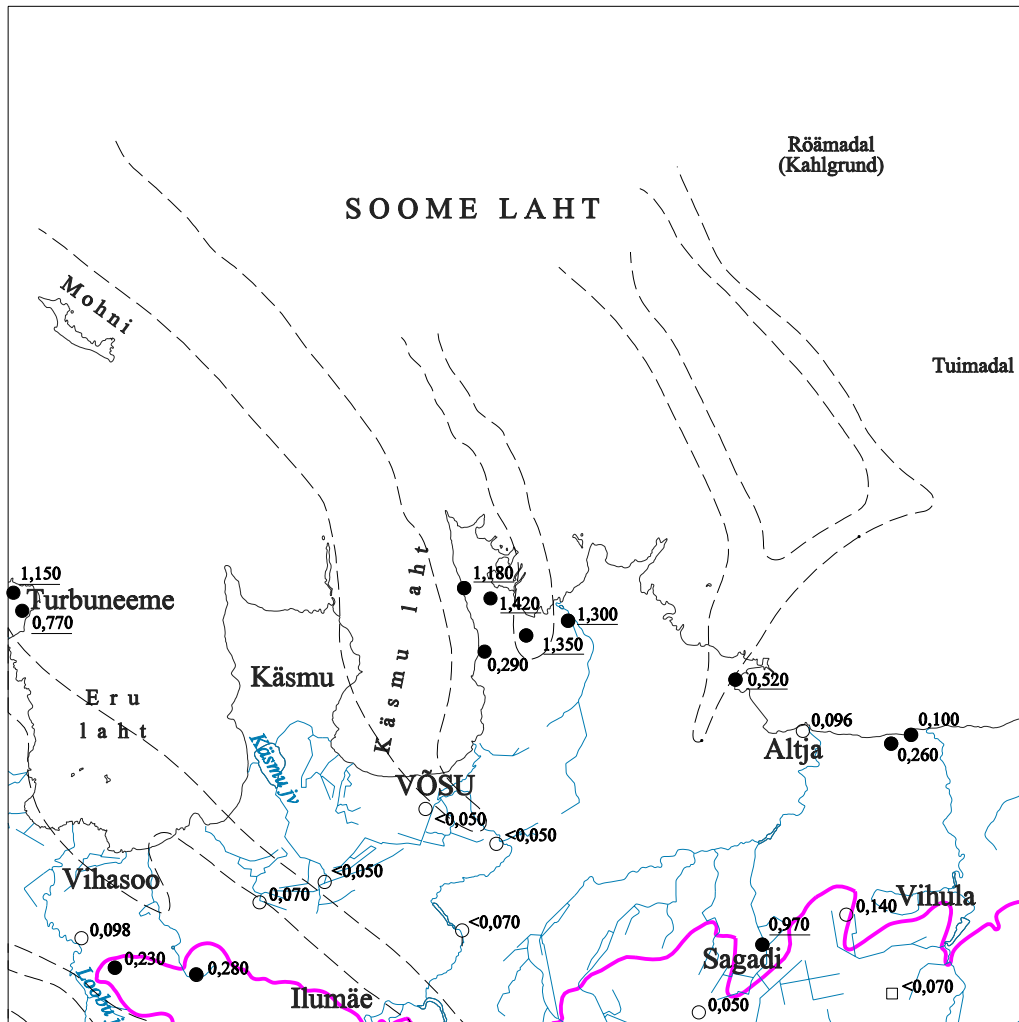 Röämadal
(Kahlgrund)
SOOME LAHT
Mohni
Tuimadal
1,150
Turbuneeme
0,770
1,180
1,420
1,300
1,350
0,290
Käsmu laht
Käsmu
0,520
Eru
laht
0,096
0,100
Altja
0,260
Käsmu jv
VÕSU
<0,050
<0,050
Vihasoo
<0,050
0,070
0,140
Vihula
<0,070
0,098
0,970
Sagadi
0,230
0,280
Ilumäe
<0,070
0,050
Loobu j